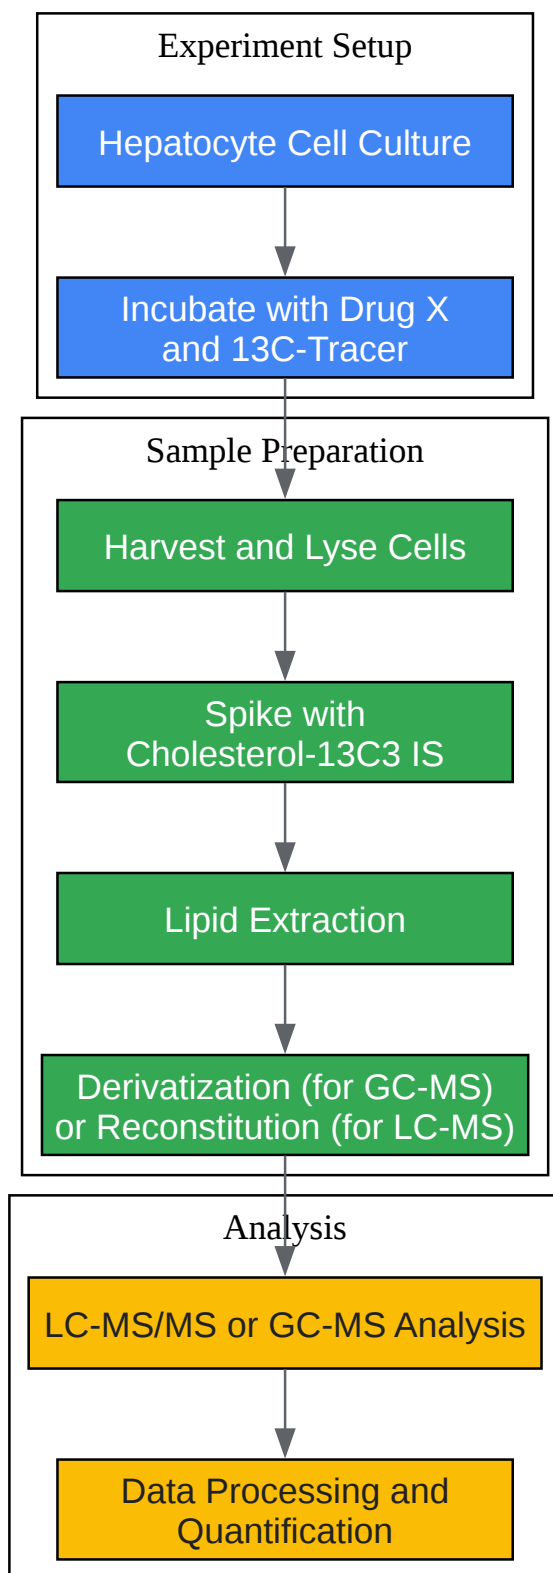 Experiment Setup
Hepatocyte Cell Culture
Incubate with Drug X
and 13C-Tracer
Sample Preparation
Harvest and Lyse Cells
Spike with
Cholesterol-13C3 IS
Lipid Extraction
Derivatization (for GC-MS)
or Reconstitution (for LC-MS)
Analysis
LC-MS/MS or GC-MS Analysis
Data Processing and
Quantification